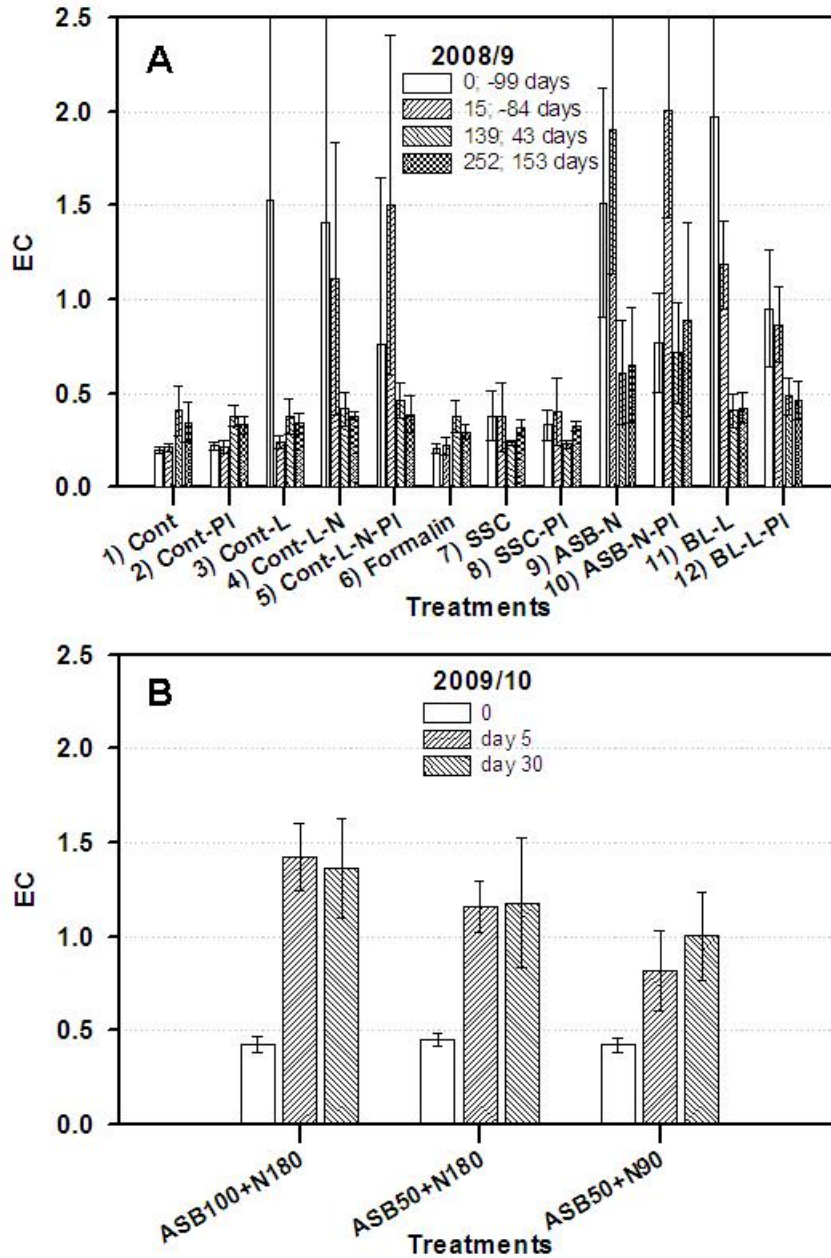 A
2008/9
0; -99 days
15; -84 days
139; 43 days
252; 153 days
2.5
2.0
1.5
1.0
0.5
0.0
EC
1) Cont
2) Cont-PI
3) Cont-L
4) Cont-L-N
5) Cont-L-N-PI
6) Formalin
7) SSC
8) SSC-PI
9) ASB-N
10) ASB-N-PI
11) BL-L
12) BL-L-PI
Treatments
B
2009/10
0
day 5
day 30
2.5
2.0
1.5
1.0
0.5
0.0
EC
ASB100+N180
ASB50+N180
ASB50+N90
Treatments